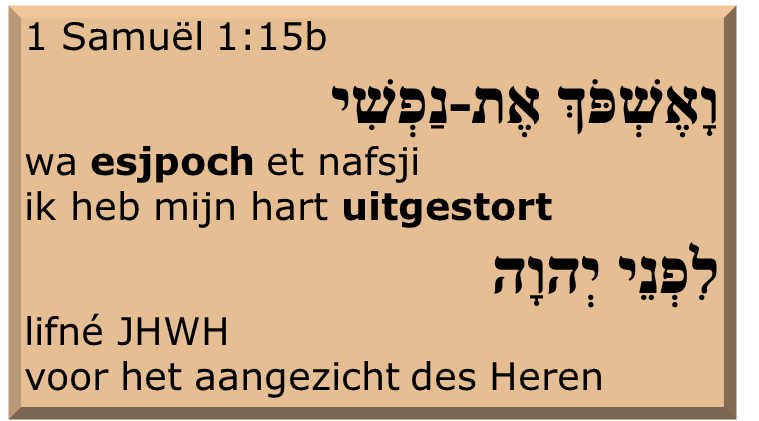 1 Samuël 1:15b
וָאֶשְׁפֹּךְ אֶת-נַפְשִׁי
wa esjpoch et nafsji
ik heb mijn hart uitgestort
לִפְנֵי יְהוָה
lifné JHWH
voor het aangezicht des Heren